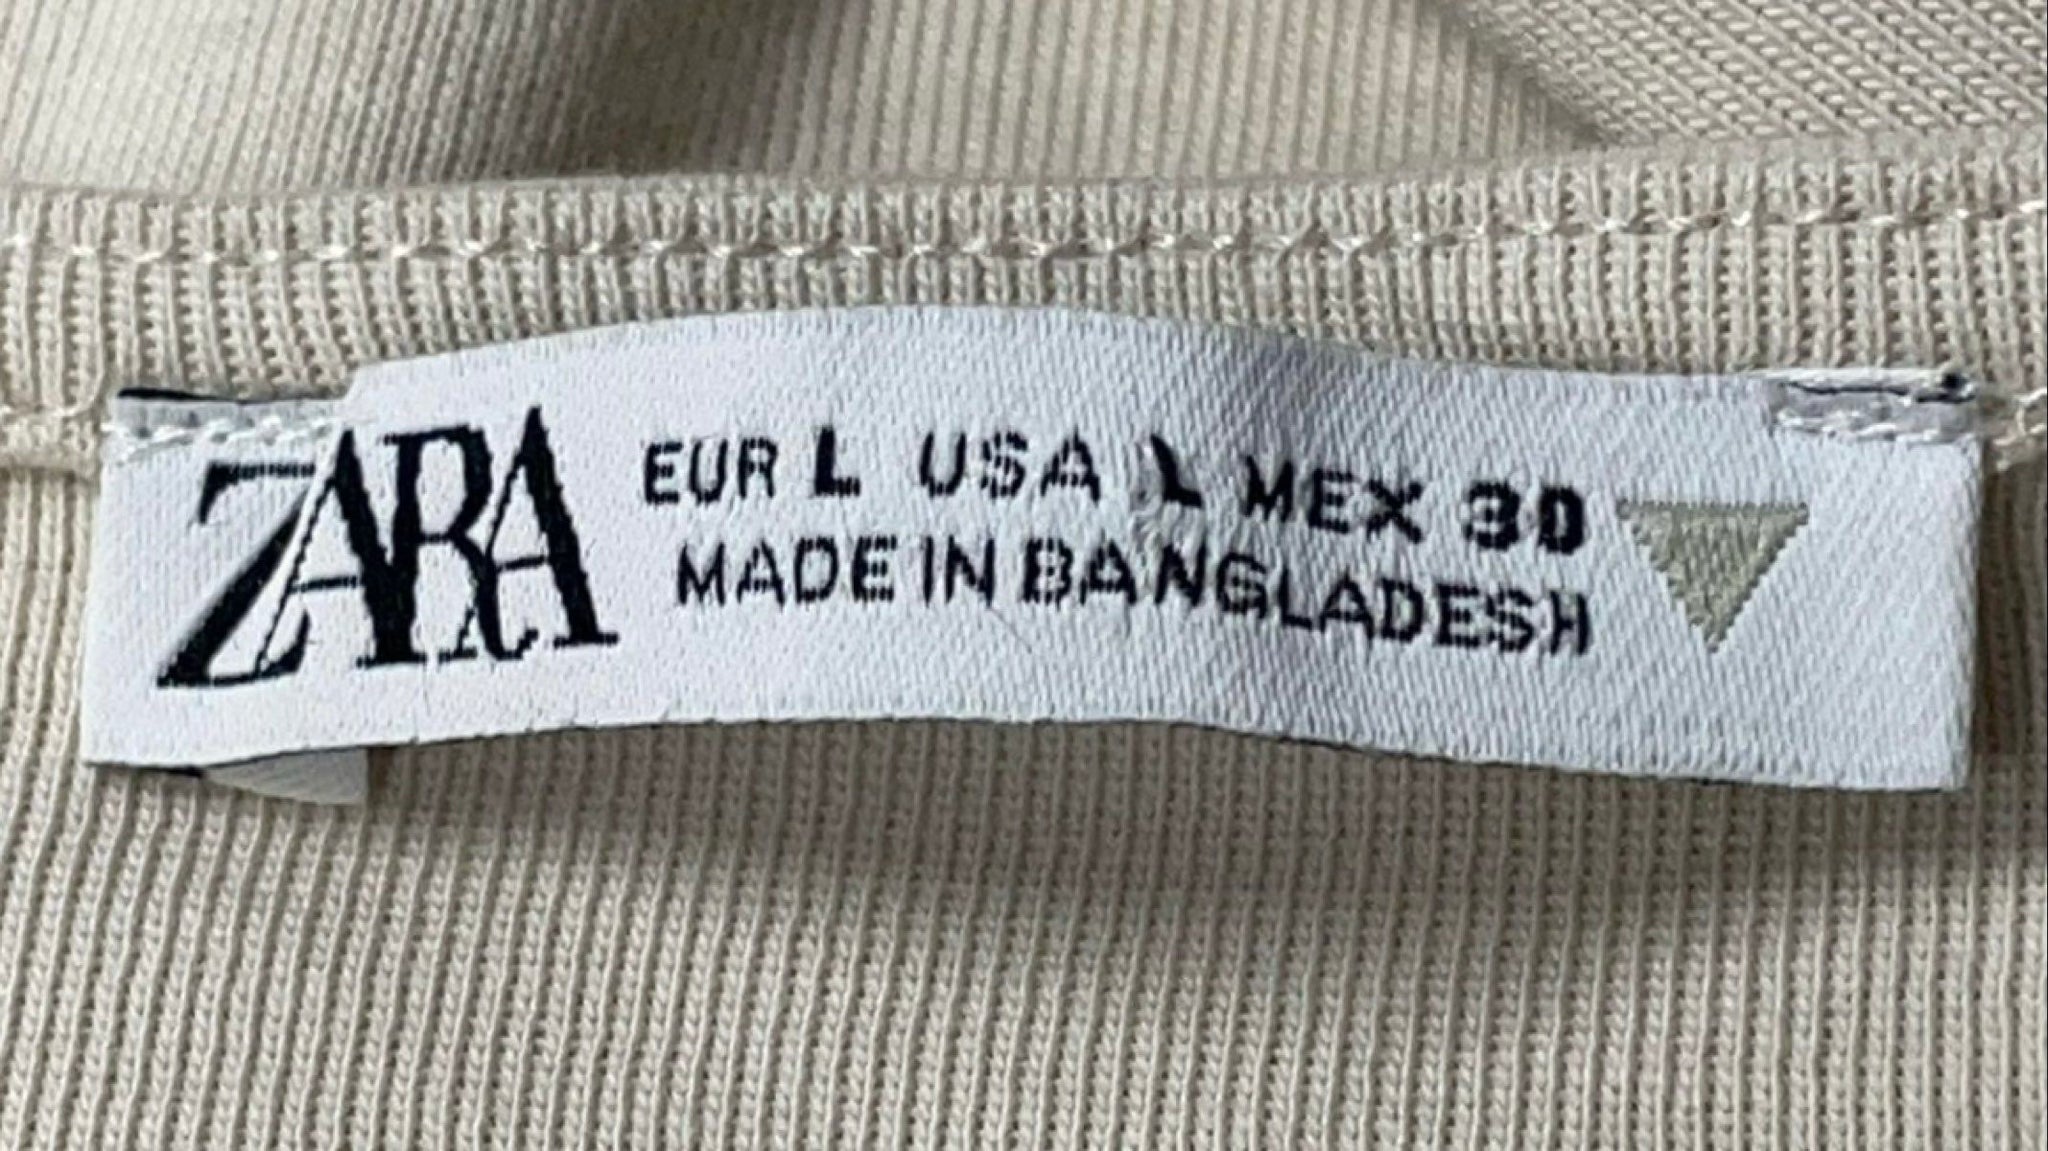 ZARA
EUR L USA L MEX 30
MADE IN BANGLADESH